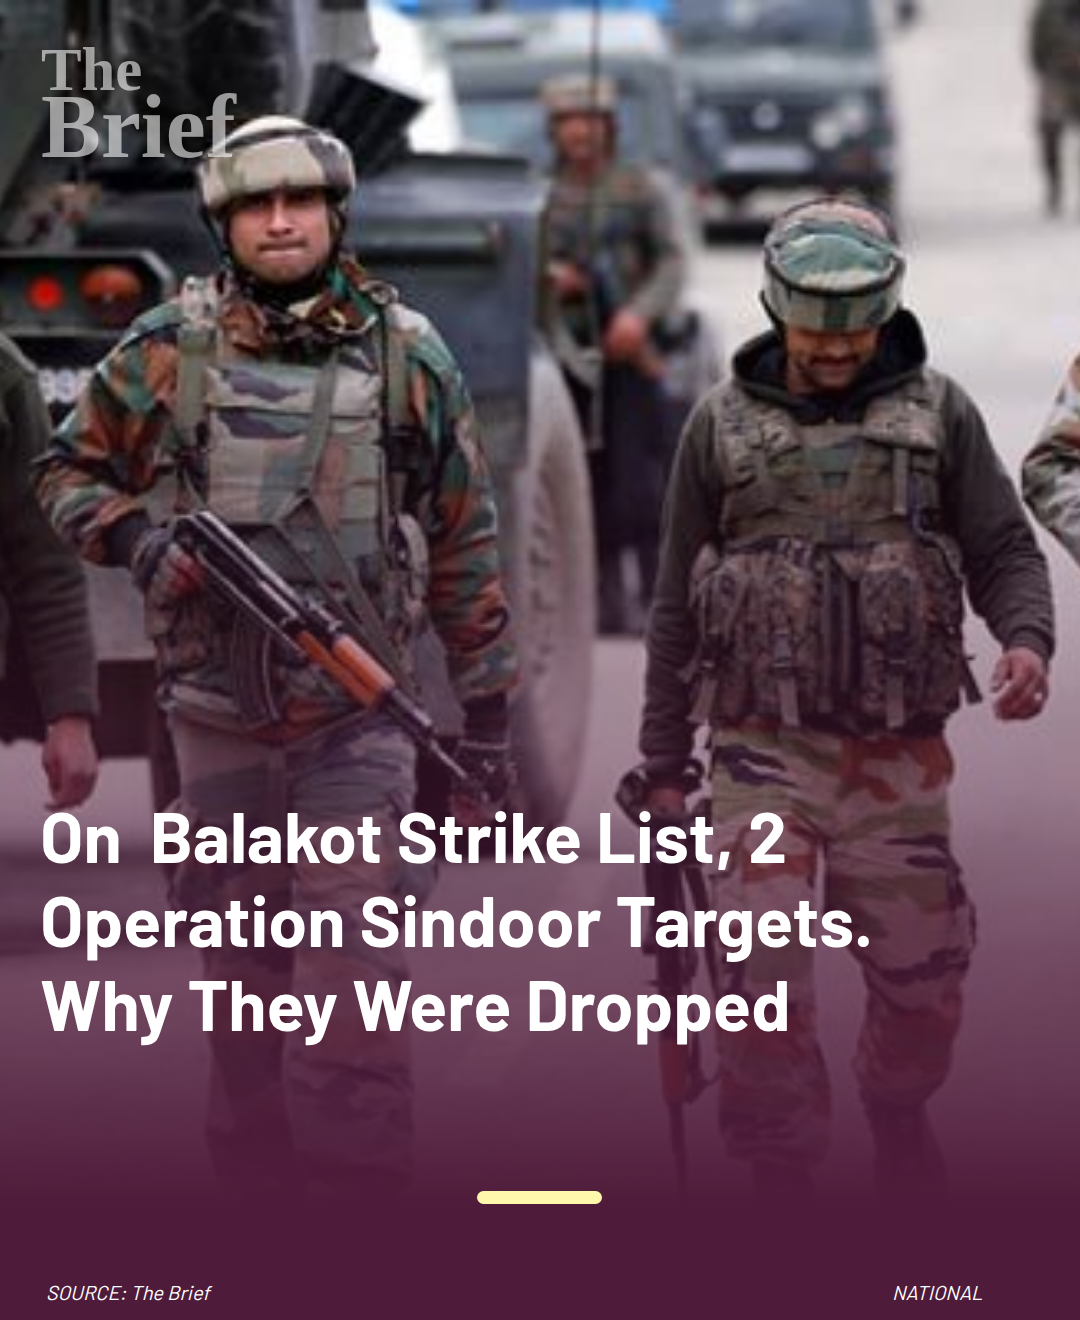 The
Brief
On  Balakot Strike List, 2
Operation Sindoor Targets.
Why They Were Dropped
SOURCE: The Brief
NATIONAL